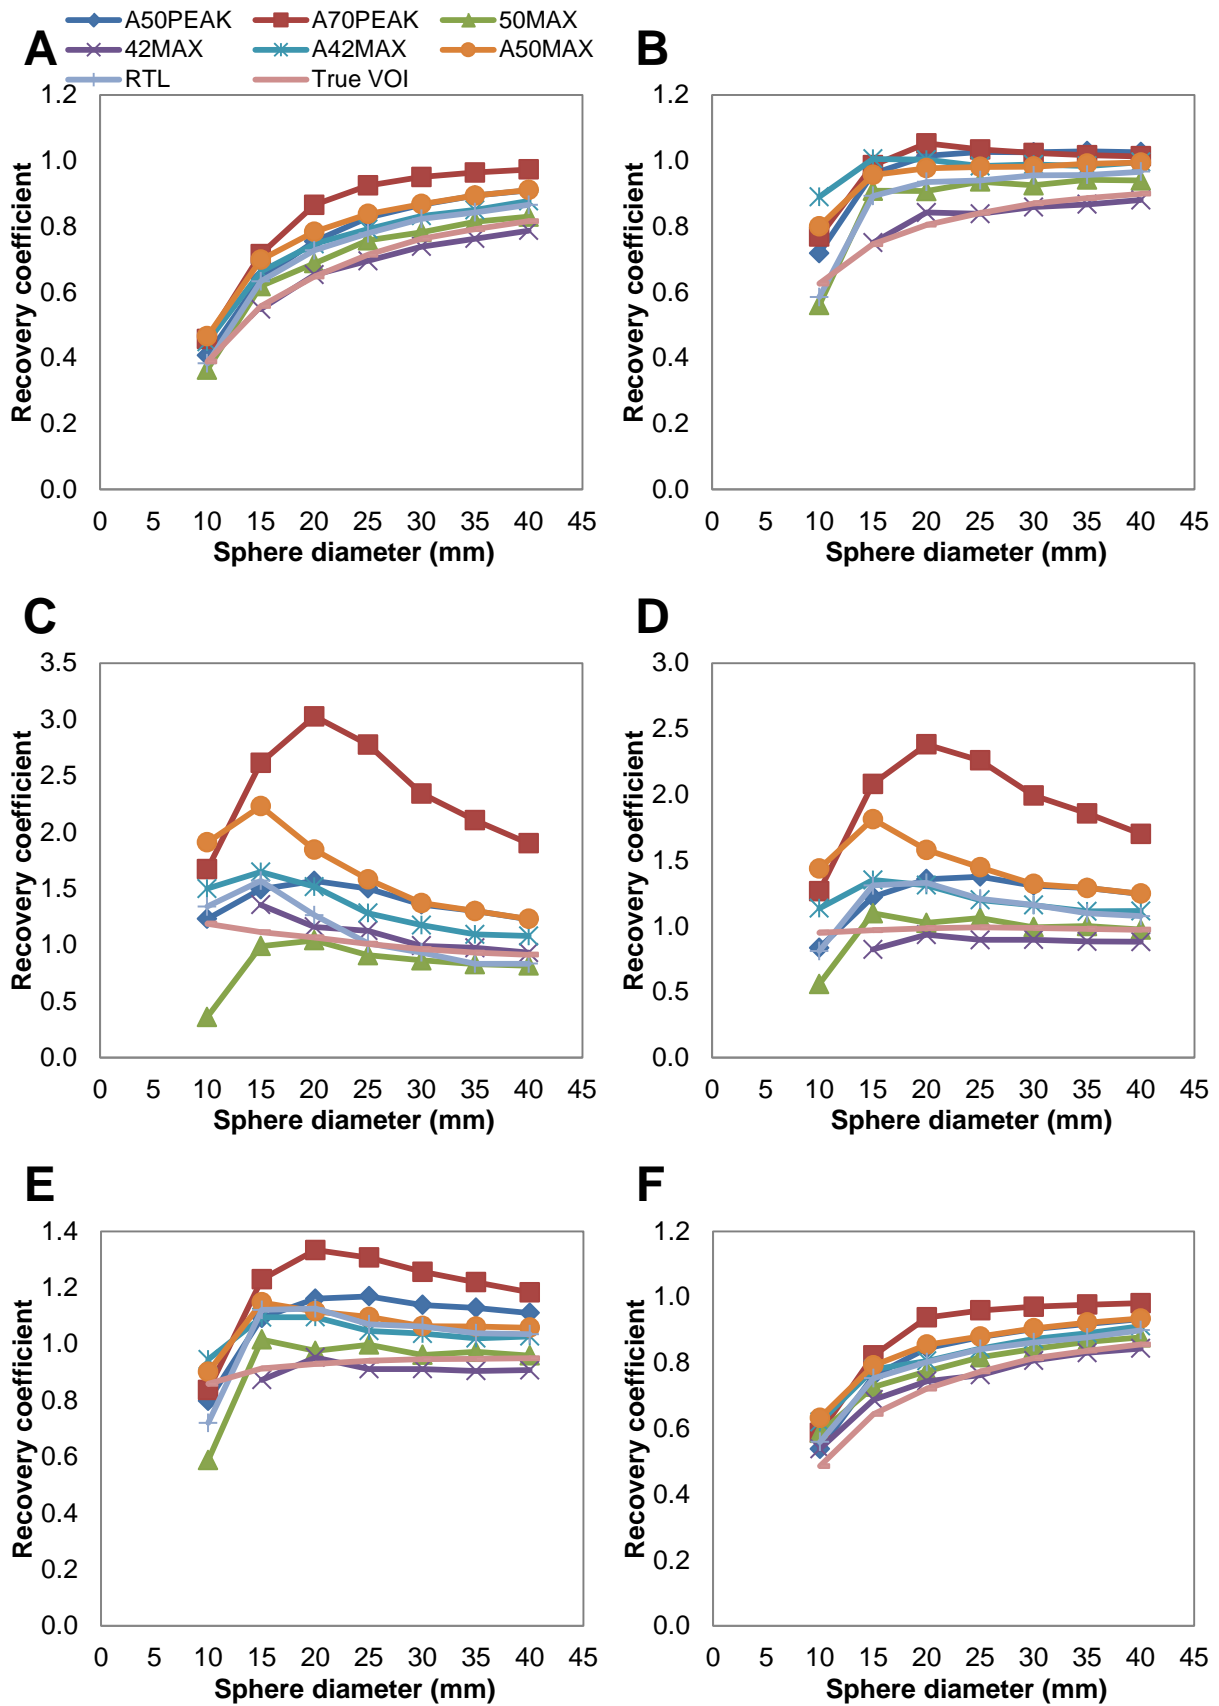 A50PEAK A70PEAK 50MAX
42MAX A42MAX A50MAX
RTL True VOI
A
Recovery coefficient
1.2
1.0
0.8
0.6
0.4
0.2
0.0
0 5 10 15 20 25 30 35 40 45
Sphere diameter (mm)
B
Recovery coefficient
1.2
1.0
0.8
0.6
0.4
0.2
0.0
0 5 10 15 20 25 30 35 40 45
Sphere diameter (mm)
C
Recovery coefficient
3.5
3.0
2.5
2.0
1.5
1.0
0.5
0.0
0 5 10 15 20 25 30 35 40 45
Sphere diameter (mm)
D
Recovery coefficient
3.0
2.5
2.0
1.5
1.0
0.5
0.0
0 5 10 15 20 25 30 35 40 45
Sphere diameter (mm)
E
Recovery coefficient
1.4
1.2
1.0
0.8
0.6
0.4
0.2
0.0
0 5 10 15 20 25 30 35 40 45
Sphere diameter (mm)
F
Recovery coefficient
1.2
1.0
0.8
0.6
0.4
0.2
0.0
0 5 10 15 20 25 30 35 40 45
Sphere diameter (mm)